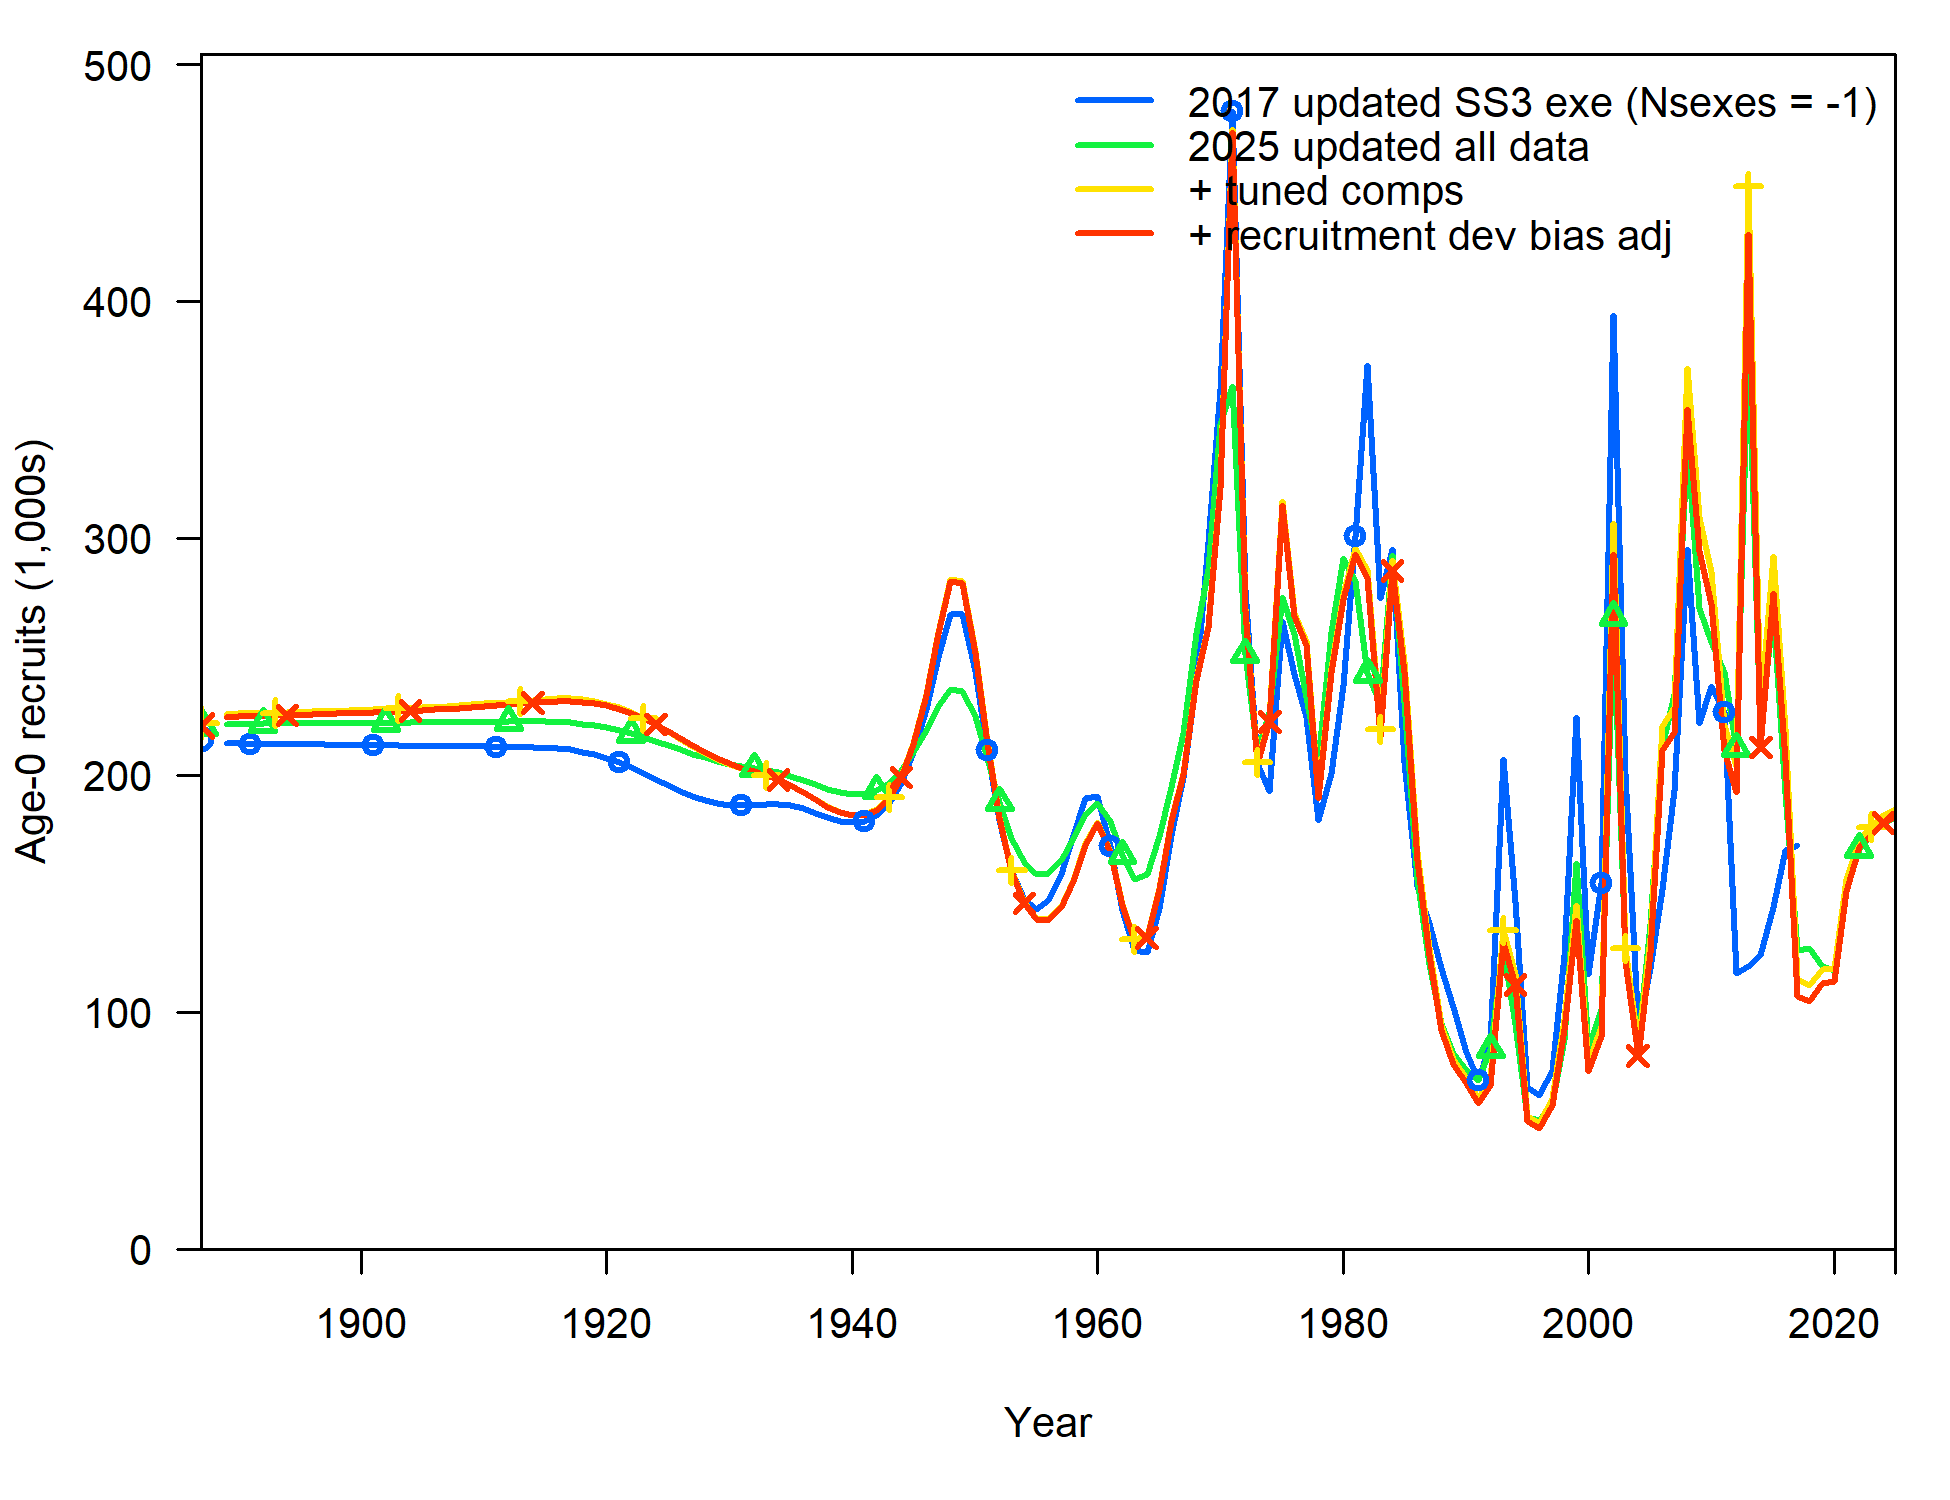 500
400
300
200
100
0
Age-0 recruits (1,000s)
2017 updated SS3 exe (Nsexes = -1)
2025 updated all data
+ tuned comps
+ recruitment dev bias adj
1900 1920 1940 1960 1980 2000 2020
Year